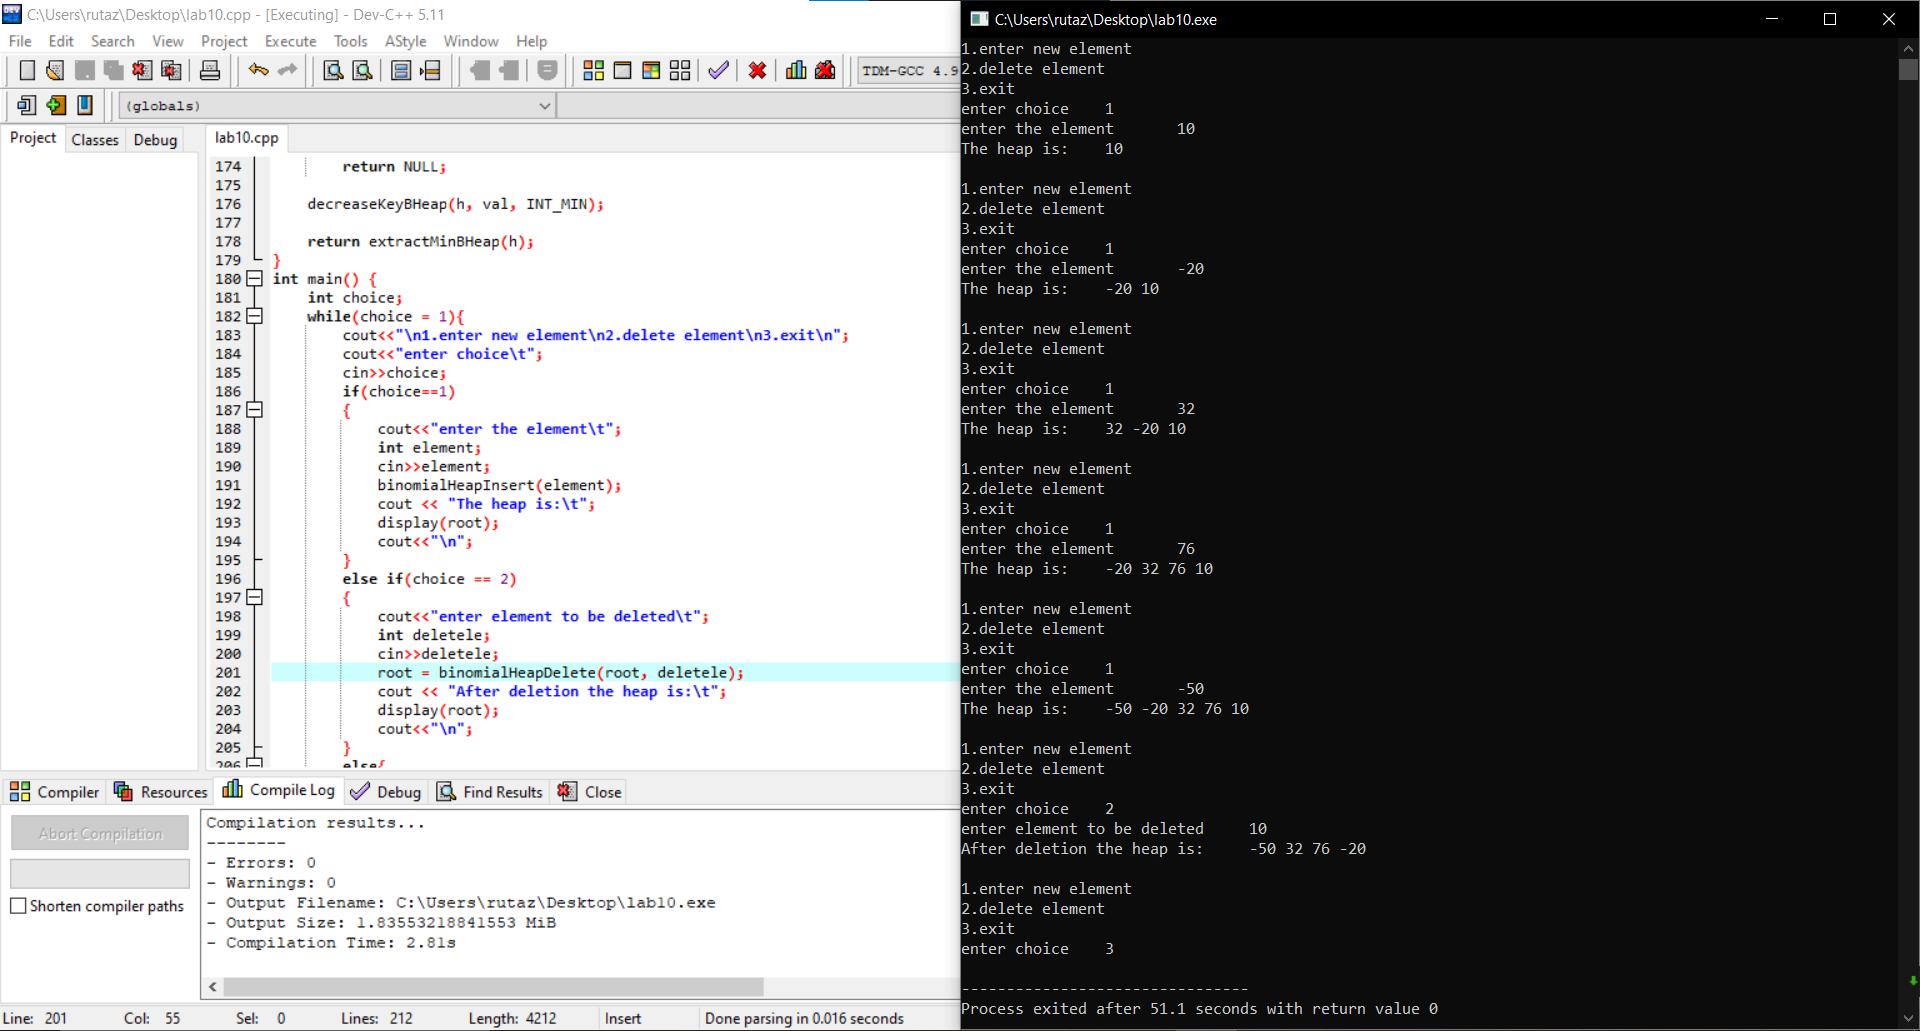 C:\Users\rutaz\Desktop\lab10.cpp - [Executing] - Dev-C++ 5.11
File Edit Search View Project Execute Tools AStyle Window Help
TDM-GCC 4.9
(globals)
Project Classes Debug
lab10.cpp
174 return NULL;
175
176 decreaseKeyBHeap(h, val, INT_MIN);
177
178 return extractMinBHeap(h);
179 }
180 int main() {
181 int choice;
182 while(choice = 1){
183 cout<<"\n1.enter new element\n2.delete element\n3.exit\n";
184 cout<<"enter choice\t";
185 cin>>choice;
186 if(choice==1)
187 {
188 cout<<"enter the element\t";
189 int element;
190 cin>>element;
191 binomialHeapInsert(element);
192 cout << "The heap is:\t";
193 display(root);
194 cout<<"\n";
195 }
196 else if(choice == 2)
197 {
198 cout<<"enter element to be deleted\t";
199 int deletele;
200 cin>>deletele;
201 root = binomialHeapDelete(root, deletele);
202 cout << "After deletion the heap is:\t";
203 display(root);
204 cout<<"\n";
205 }
206 else{
Compiler Resources Compile Log Debug Find Results Close
Abort Compilation
Shorten compiler paths
Compilation results...
--------
- Errors: 0
- Warnings: 0
- Output Filename: C:\Users\rutaz\Desktop\lab10.exe
- Output Size: 1.83553218841553 MiB
- Compilation Time: 2.81s
Line: 201 Col: 55 Sel: 0 Lines: 212 Length: 4212 Insert Done parsing in 0.016 seconds
C:\Users\rutaz\Desktop\lab10.exe
1.enter new element
2.delete element
3.exit
enter choice 1
enter the element 10
The heap is: 10
1.enter new element
2.delete element
3.exit
enter choice 1
enter the element -20
The heap is: -20 10
1.enter new element
2.delete element
3.exit
enter choice 1
enter the element 32
The heap is: 32 -20 10
1.enter new element
2.delete element
3.exit
enter choice 1
enter the element 76
The heap is: -20 32 76 10
1.enter new element
2.delete element
3.exit
enter choice 1
enter the element -50
The heap is: -50 -20 32 76 10
1.enter new element
2.delete element
3.exit
enter choice 2
enter element to be deleted 10
After deletion the heap is: -50 32 76 -20
1.enter new element
2.delete element
3.exit
enter choice 3
--------------------------------
Process exited after 51.1 seconds with return value 0